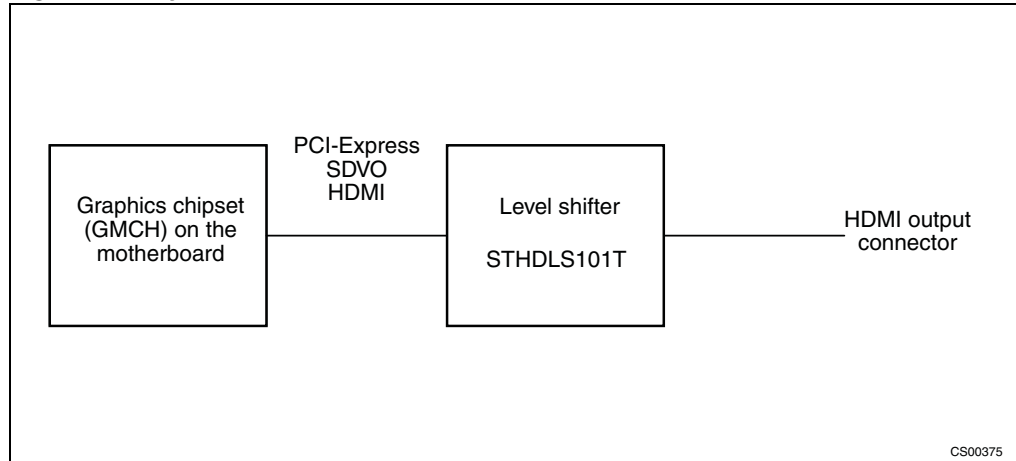 PCI-Express
SDVO
HDMI
Graphics chipset
(GMCH) on the
motherboard
Level shifter
STHDLS101T
HDMI output
connector
CS00375